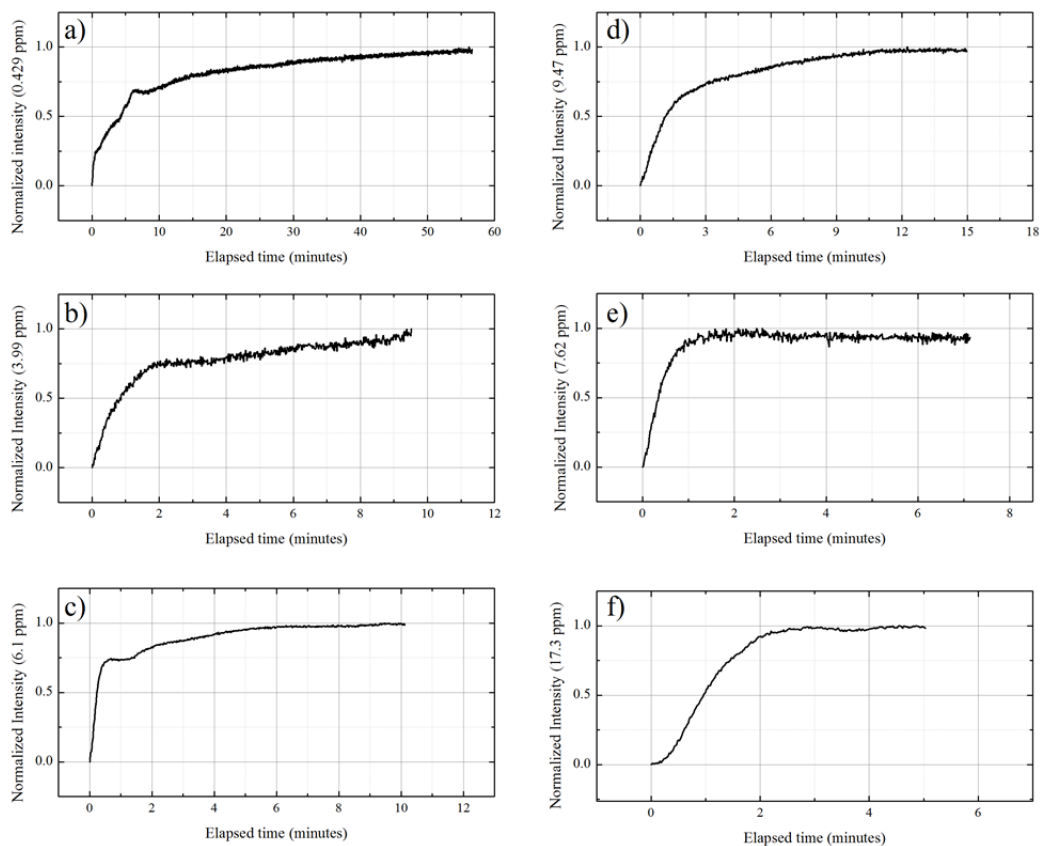 a)
Normalized intensity (0.429 ppm)
1.0
0.5
0.0
0 10 20 30 40 50 60
Elapsed time (minutes)
b)
Normalized Intensity (3.99 ppm)
1.0
0.5
0.0
0 2 4 6 8 10 12
Elapsed time (minutes)
c)
Normalized Intensity (6.1 ppm)
1.0
0.5
0.0
0 2 4 6 8 10 12
Elapsed time (minutes)
d)
Normalized Intensity (9.47 ppm)
1.0
0.5
0.0
0 3 6 9 12 15 18
Elapsed time (minutes)
e)
Normalized Intensity (7.62 ppm)
1.0
0.5
0.0
0 2 4 6 8
Elapsed time (minutes)
f)
Normalized Intensity (17.3 ppm)
1.0
0.5
0.0
0 2 4 6
Elapsed time (minutes)